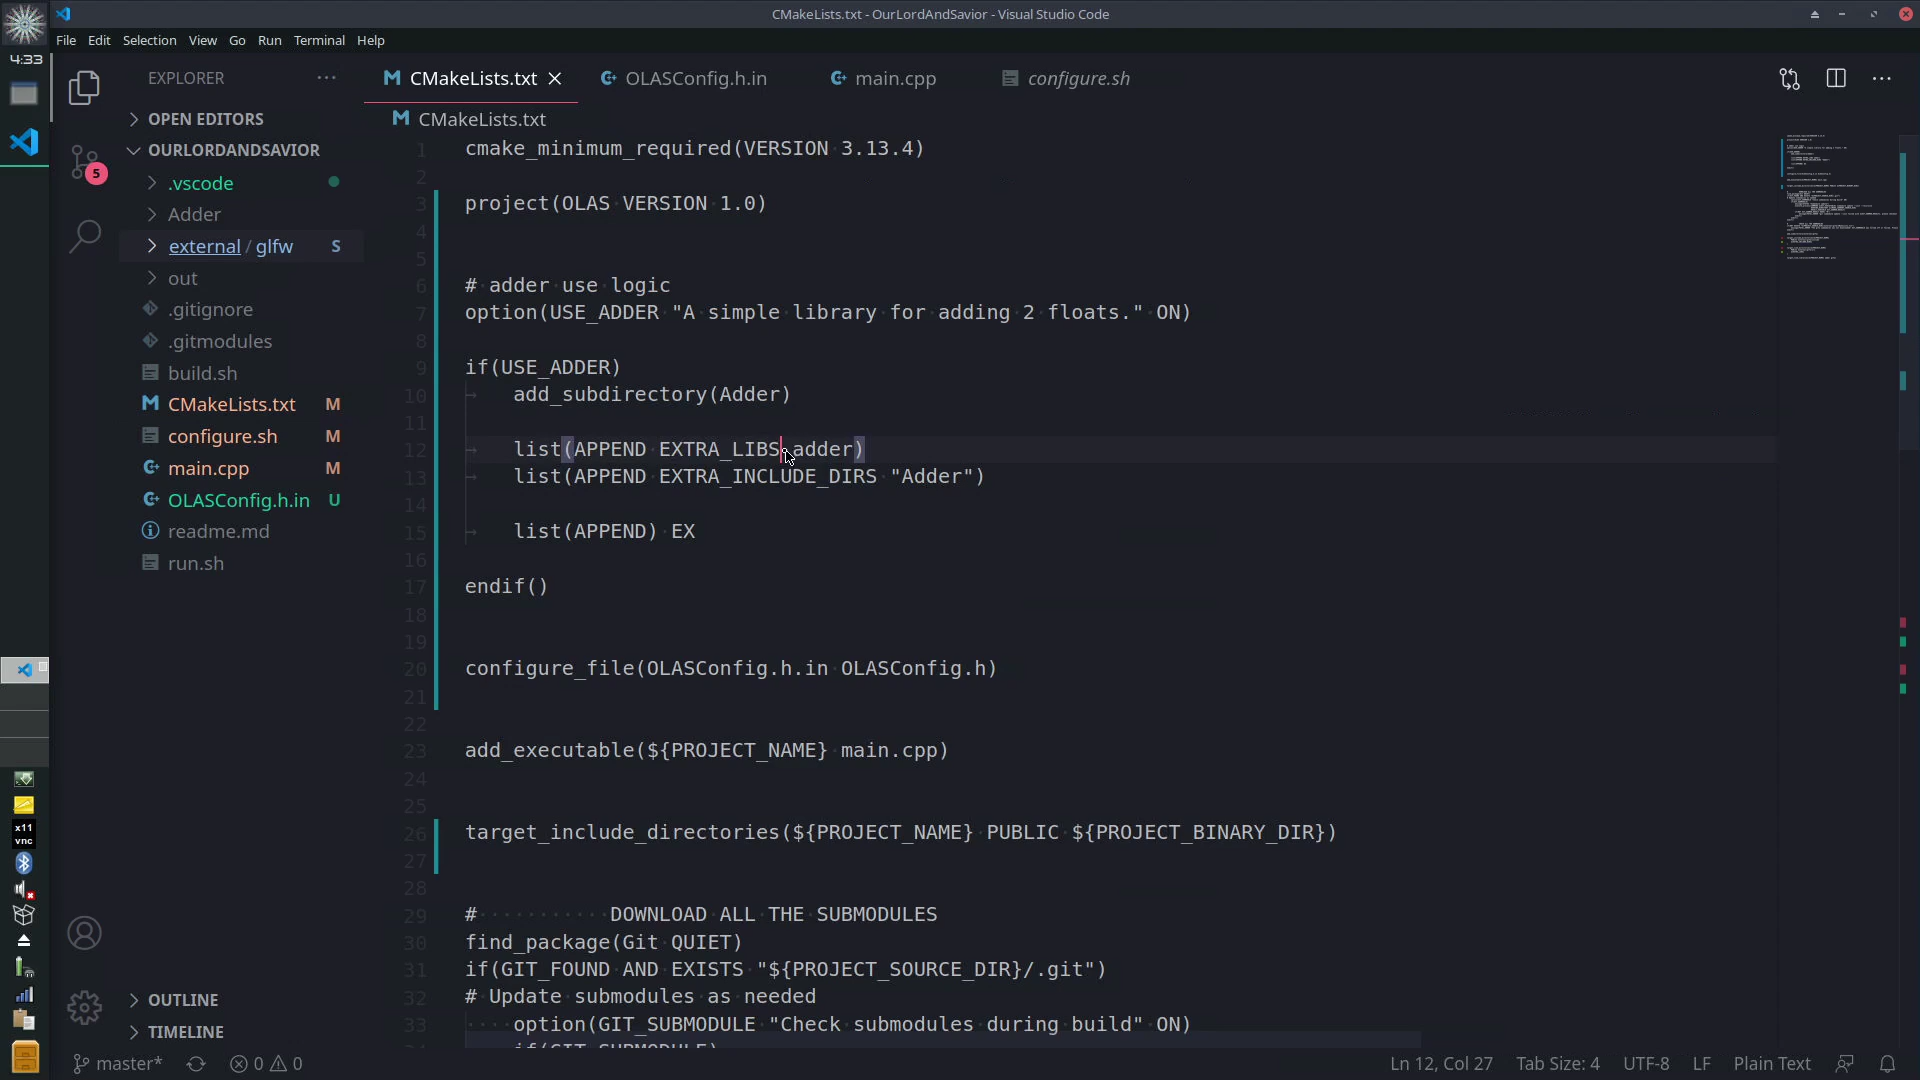 CMakeLists.txt - OurLordAndSavior - Visual Studio Code
File Edit Selection View Go Run Terminal Help
4:33
EXPLORER
OPEN EDITORS
OURLORDANDSAVIOR
.vscode
Adder
external / glfw S
out
.gitignore
.gitmodules
build.sh
CMakeLists.txt M
configure.sh M
main.cpp M
OLASConfig.h.in U
readme.md
run.sh
OUTLINE
TIMELINE
5
x11
vnc
CMakeLists.txt OLASConfig.h.in main.cpp configure.sh
CMakeLists.txt
1 cmake_minimum_required(VERSION 3.13.4)
2
3 project(OLAS VERSION 1.0)
4
5
6 # adder use logic
7 option(USE_ADDER "A simple library for adding 2 floats." ON)
8
9 if(USE_ADDER)
10 add_subdirectory(Adder)
11
12 list(APPEND EXTRA_LIBS adder)
13 list(APPEND EXTRA_INCLUDE_DIRS "Adder")
14
15 list(APPEND) EX
16
17 endif()
18
19
20 configure_file(OLASConfig.h.in OLASConfig.h)
21
22
23 add_executable(${PROJECT_NAME} main.cpp)
24
25
26 target_include_directories(${PROJECT_NAME} PUBLIC ${PROJECT_BINARY_DIR})
27
28
29 # DOWNLOAD ALL THE SUBMODULES
30 find_package(Git QUIET)
31 if(GIT_FOUND AND EXISTS "${PROJECT_SOURCE_DIR}/.git")
32 # Update submodules as needed
33 option(GIT_SUBMODULE "Check submodules during build" ON)
if(GIT_SUBMODULE)
master* 0 0 Ln 12, Col 27 Tab Size: 4 UTF-8 LF Plain Text